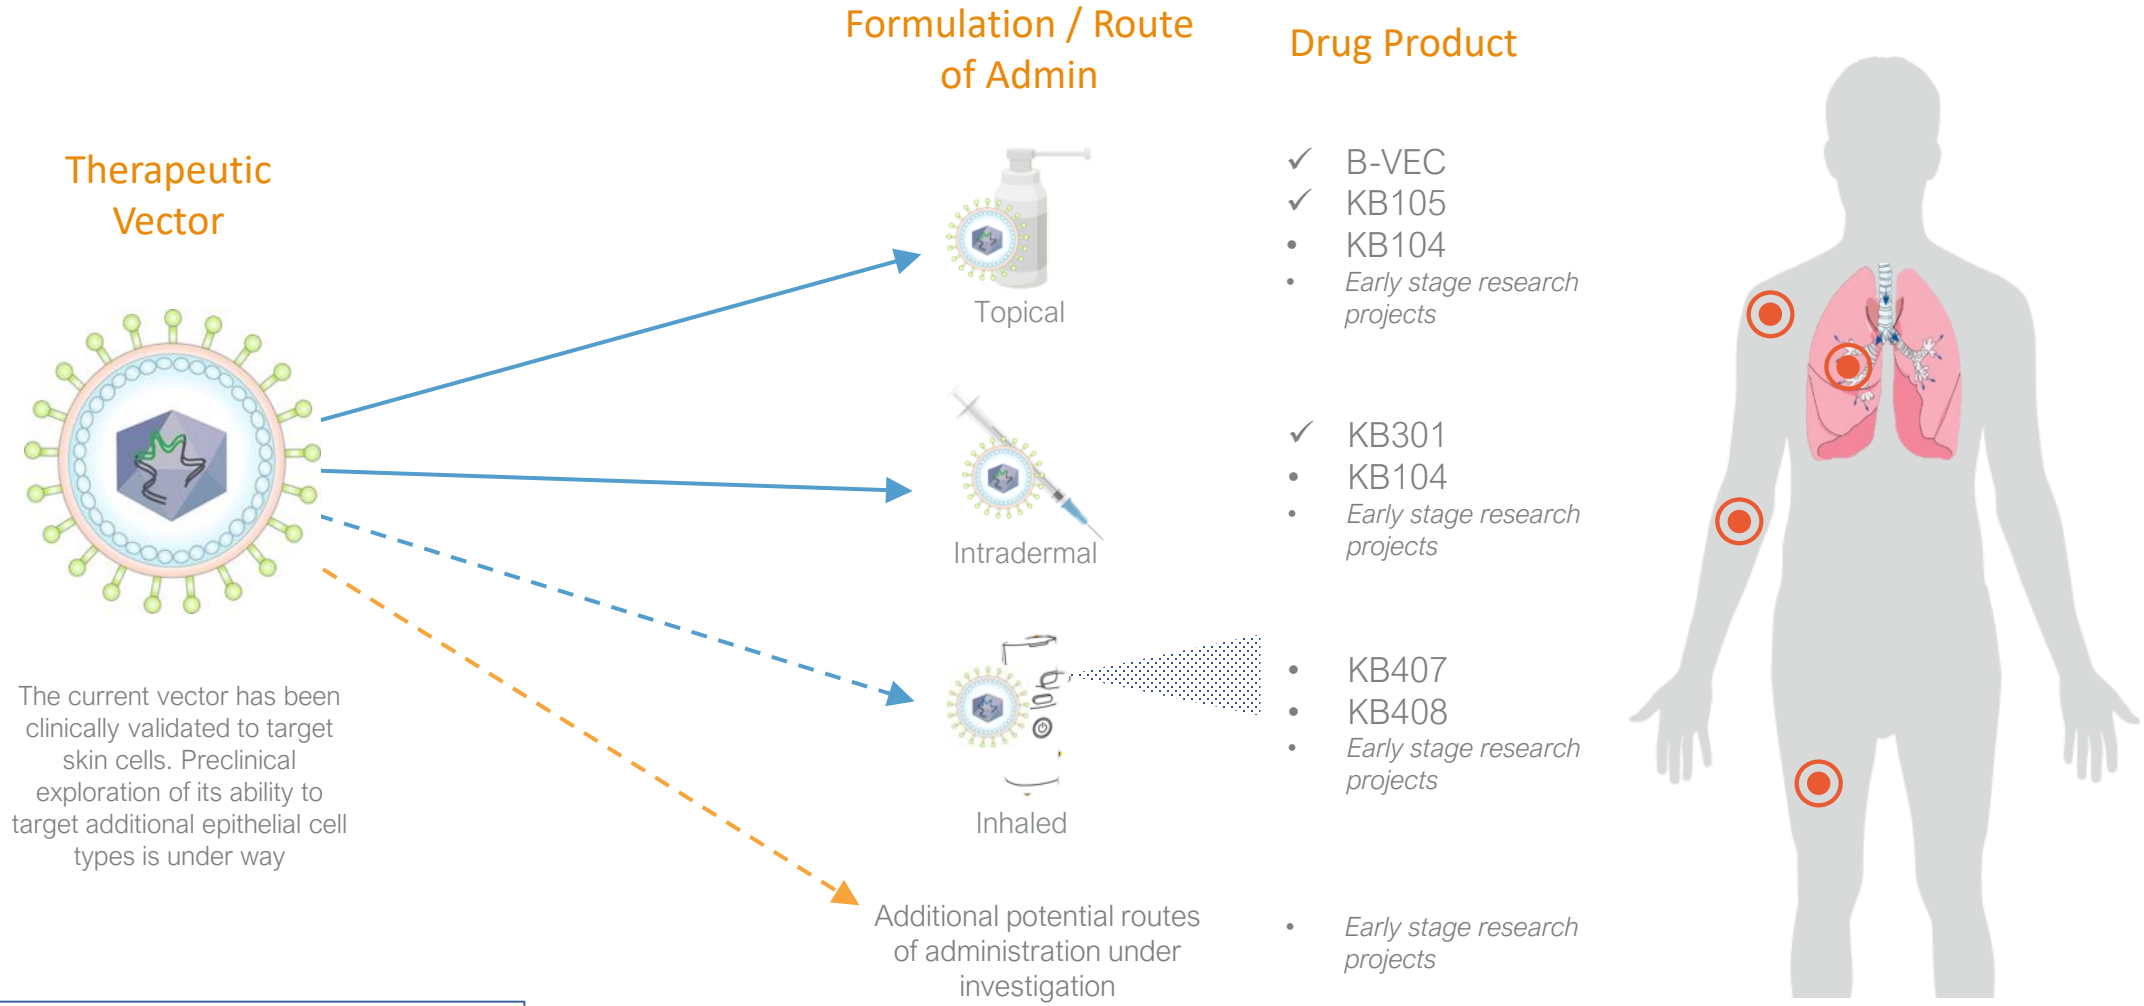 Formulation / Route
of Admin
Drug Product
Therapeutic
Vector
The current vector has been
clinically validated to target
skin cells. Preclinical
exploration of its ability to
target additional epithelial cell
types is under way
Topical
✓ B-VEC
✓ KB105
• KB104
• Early stage research
projects
Intradermal
✓ KB301
• KB104
• Early stage research
projects
Inhaled
• KB407
• KB408
• Early stage research
projects
Additional potential routes
of administration under
investigation
• Early stage research
projects